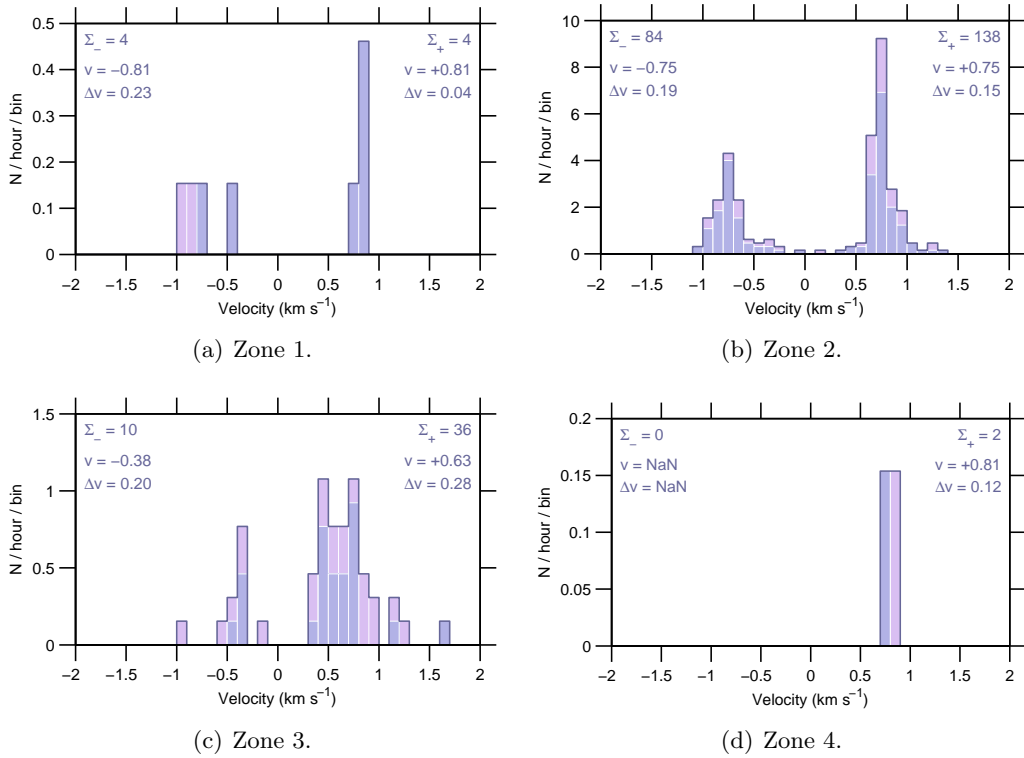 0.5
Σ− = 4
Σ+ = 4
v = −0.81
v = +0.81
Δv = 0.23
Δv = 0.04
0.4
0.3
0.2
0.1
0
N / hour / bin
−2 −1.5 −1 −0.5 0 0.5 1 1.5 2
Velocity (km s−1)
(a) Zone 1.
10
Σ− = 84
Σ+ = 138
v = −0.75
v = +0.75
Δv = 0.19
Δv = 0.15
8
6
4
2
0
N / hour / bin
−2 −1.5 −1 −0.5 0 0.5 1 1.5 2
Velocity (km s−1)
(b) Zone 2.
1.5
Σ− = 10
Σ+ = 36
v = −0.38
v = +0.63
Δv = 0.20
Δv = 0.28
1
0.5
0
N / hour / bin
−2 −1.5 −1 −0.5 0 0.5 1 1.5 2
Velocity (km s−1)
(c) Zone 3.
0.2
Σ− = 0
Σ+ = 2
v = NaN
v = +0.81
Δv = NaN
Δv = 0.12
0.15
0.1
0.05
0
N / hour / bin
−2 −1.5 −1 −0.5 0 0.5 1 1.5 2
Velocity (km s−1)
(d) Zone 4.